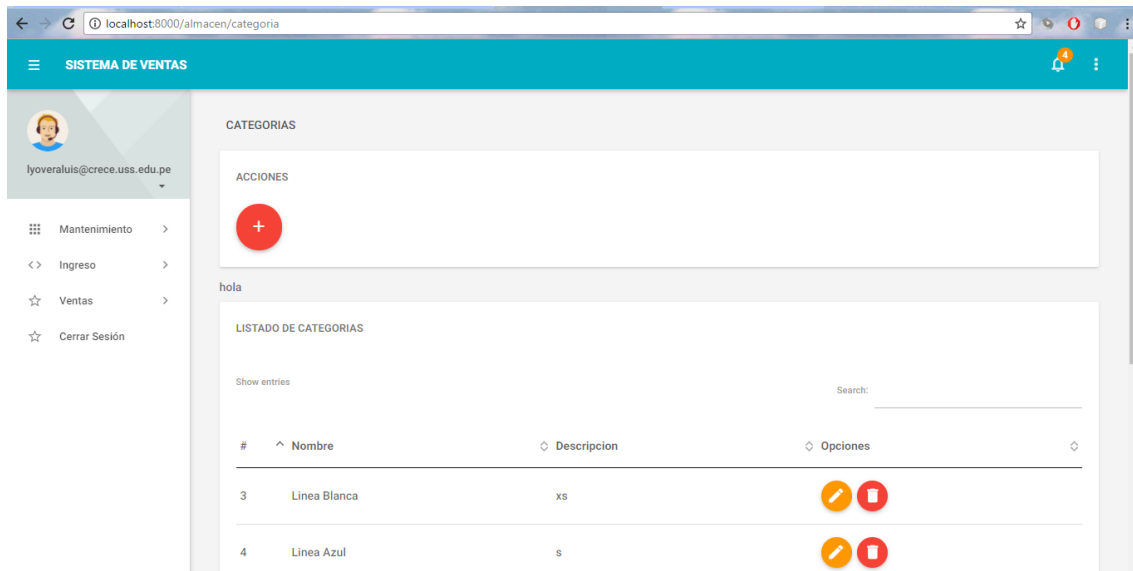 localhost:8000/almacen/categoria
SISTEMA DE VENTAS
4
lyoveraluis@crece.uss.edu.pe
Mantenimiento
Ingreso
Ventas
Cerrar Sesión
CATEGORIAS
ACCIONES
+
hola
LISTADO DE CATEGORIAS
Show entries
Search:
# Nombre Descripcion Opciones
3 Linea Blanca xs
4 Linea Azul s